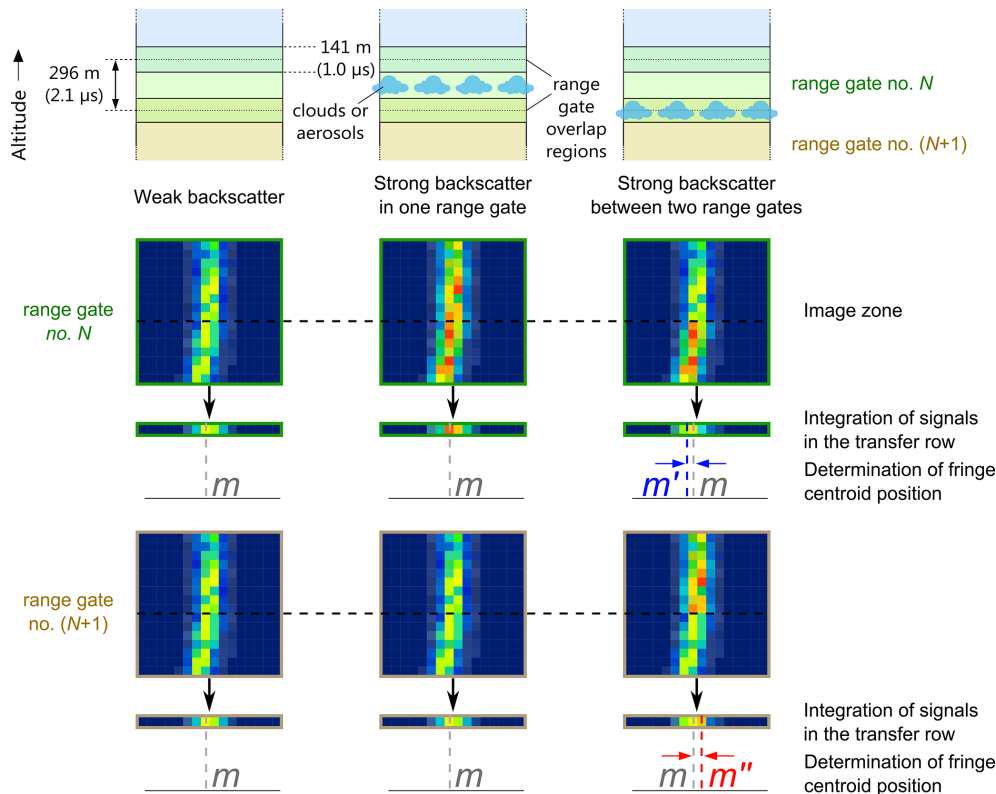 Altitude
296 m
(2.1 µs)
141 m
(1.0 µs)
clouds or
aerosols
range
gate
overlap
regions
range gate no. N
range gate no. (N+1)
Weak backscatter
Strong backscatter
in one range gate
Strong backscatter
between two range gates
range gate
no. N
Image zone
Integration of signals
in the transfer row
Determination of fringe
centroid position
m
m
m' m
range gate
no. (N+1)
Integration of signals
in the transfer row
Determination of fringe
centroid position
m
m
m m''